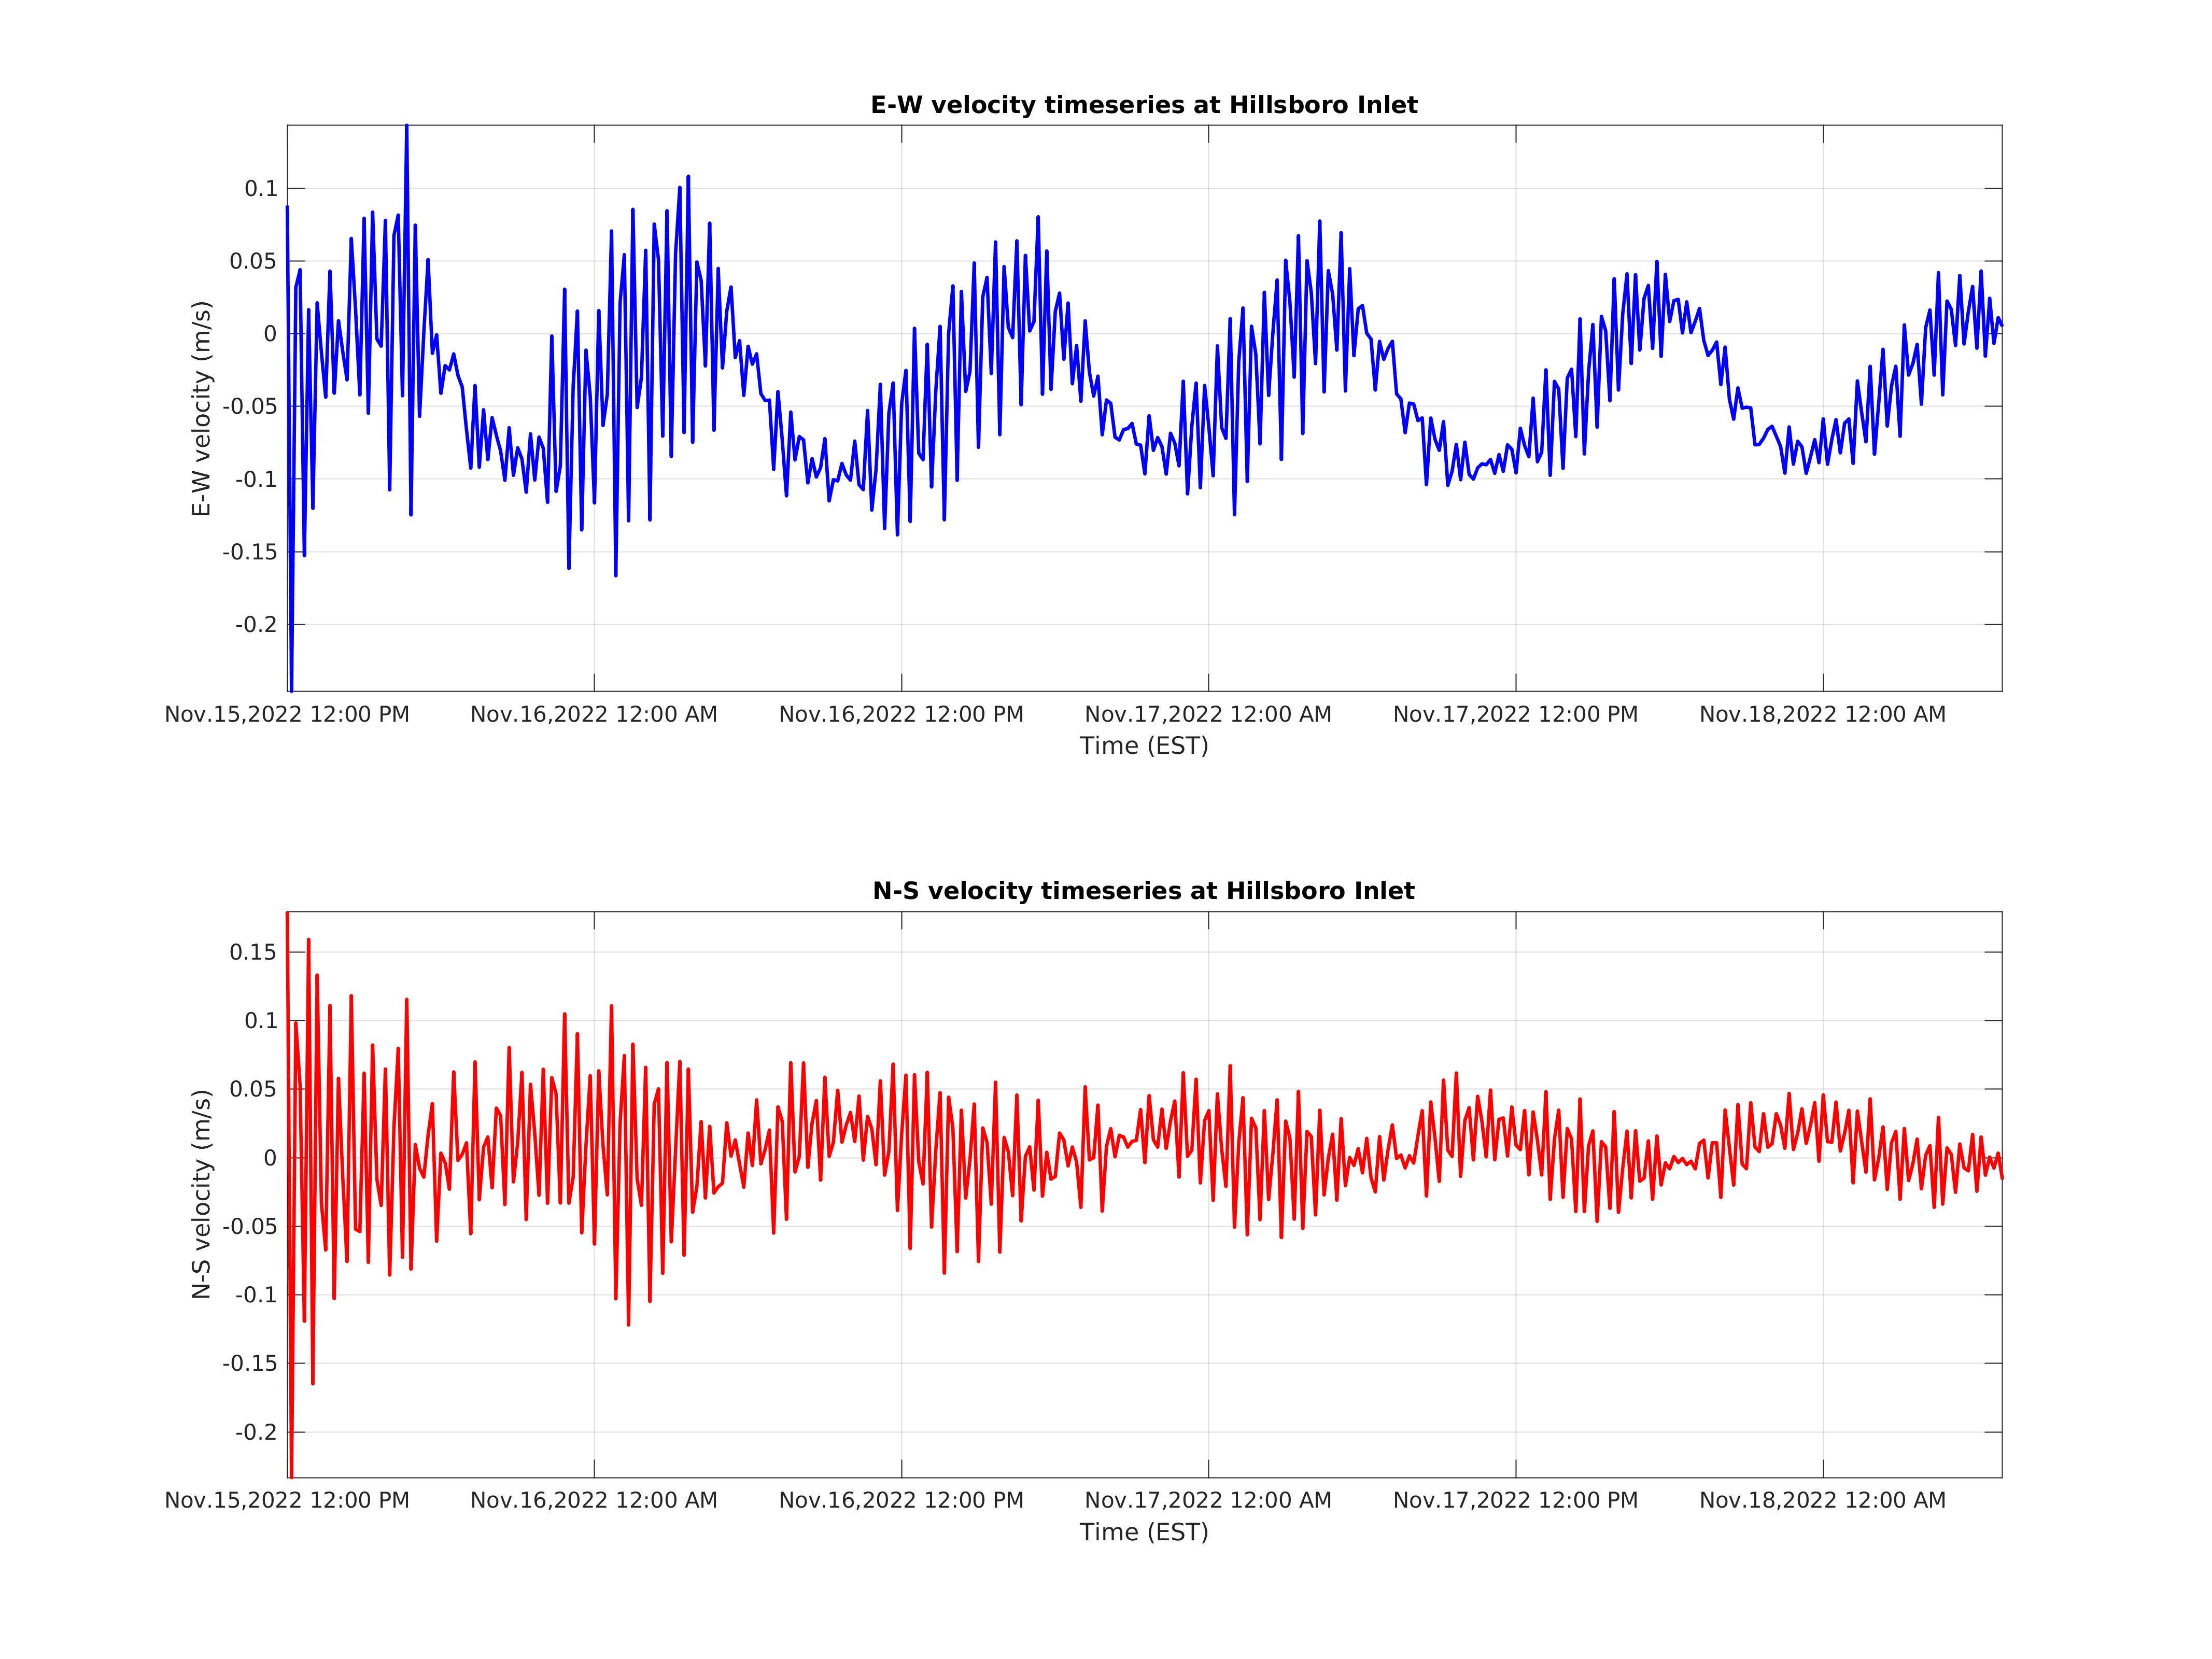 E-W velocity timeseries at Hillsboro Inlet
E-W velocity (m/s)
0.1
0.05
0
-0.05
-0.1
-0.15
-0.2
Nov.15,2022 12:00 PM
Nov.16,2022 12:00 AM
Nov.16,2022 12:00 PM
Nov.17,2022 12:00 AM
Nov.17,2022 12:00 PM
Nov.18,2022 12:00 AM
Time (EST)
N-S velocity timeseries at Hillsboro Inlet
N-S velocity (m/s)
0.15
0.1
0.05
0
-0.05
-0.1
-0.15
-0.2
Nov.15,2022 12:00 PM
Nov.16,2022 12:00 AM
Nov.16,2022 12:00 PM
Nov.17,2022 12:00 AM
Nov.17,2022 12:00 PM
Nov.18,2022 12:00 AM
Time (EST)